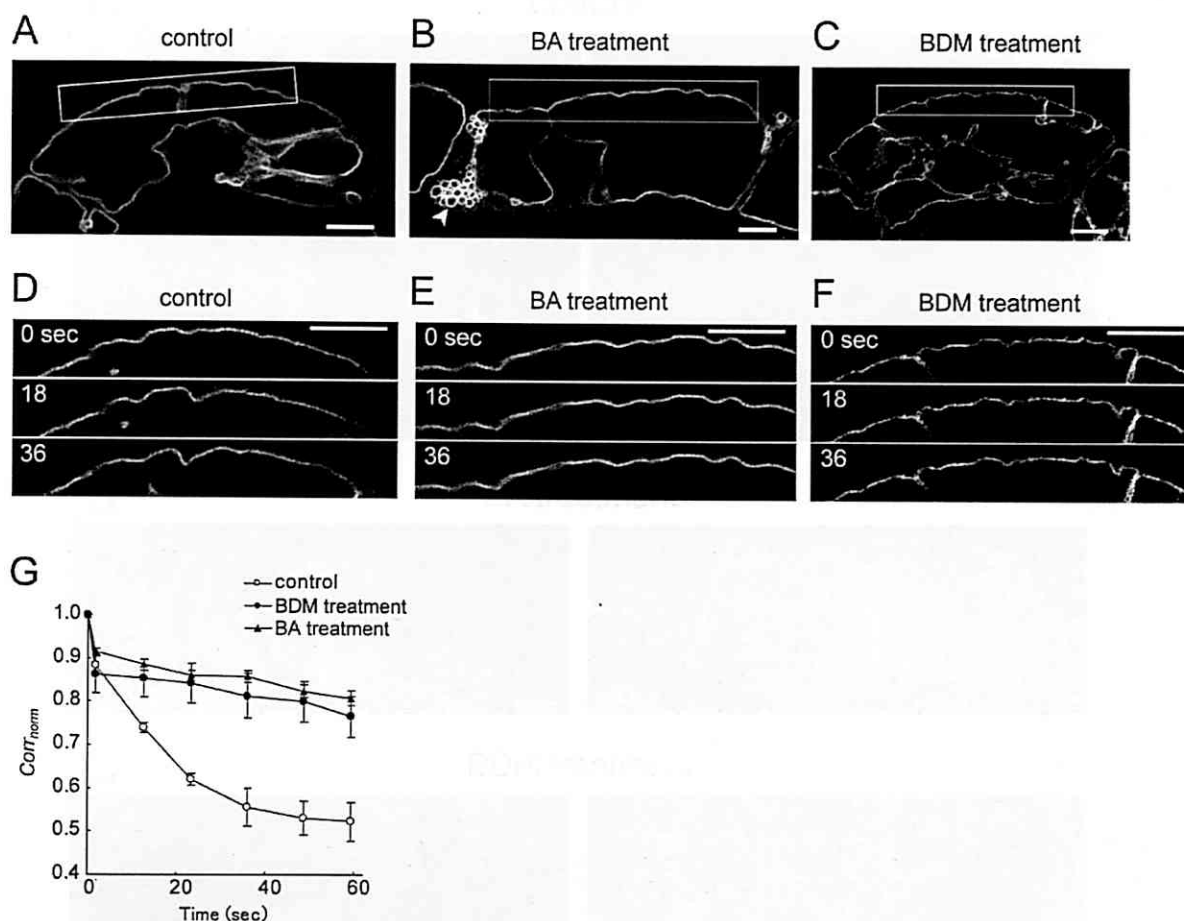 A control
B BA treatment
C BDM treatment
D control
E BA treatment
F BDM treatment
0 sec
18
36
0 sec
18
36
0 sec
18
36
G
control
BDM treatment
BA treatment
1.0
0.9
0.8
0.7
0.6
0.5
0.4
0
20
40
60
Corr_norm
Time (sec)